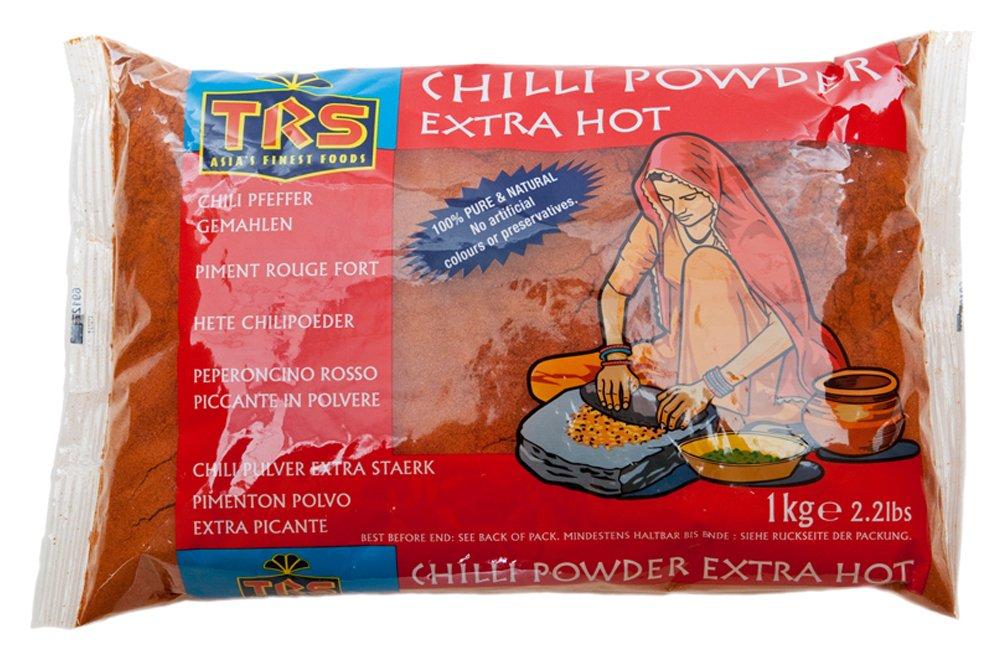 CHILLI POWDER
EXTRA HOT
TRS
ASIA'S FINEST FOODS
CHILI PFEFFER
GEMAHLEN
PIMENT ROUGE FORT
HETE CHILIPOEDER
PEPERONCINO ROSSO
PICCANTE IN POLVERE
CHILI PULVER EXTRA STAERK
PIMENTON POLVO
EXTRA PICANTE
100% PURE & NATURAL
No artificial
colours or preservatives.
1kg e 2.2lbs
BEST BEFORE END: SEE BACK OF PACK. MINDESTENS HALTBAR BIS ENDE : SIEHE RUCKSEITE DER PACKUNG.
TRS
CHILLI POWDER EXTRA HOT